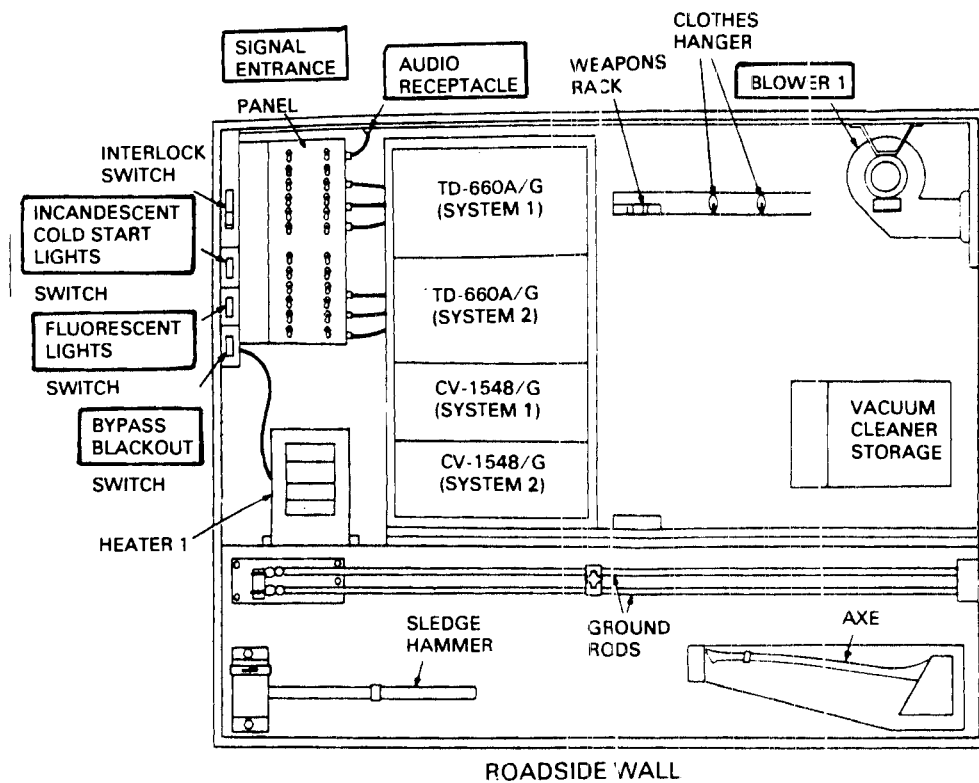 SIGNAL
ENTRANCE
PANEL
AUDIO
RECEPTACLE
WEAPONS
RACK
CLOTHES
HANGER
BLOWER 1
INTERLOCK
SWITCH
INCANDESCENT
COLD START
LIGHTS
SWITCH
FLUORESCENT
LIGHTS
SWITCH
BYPASS
BLACKOUT
SWITCH
HEATER 1
TD-660A/G
(SYSTEM 1)
TD-660A/G
(SYSTEM 2)
CV-1548/G
(SYSTEM 1)
CV-1548/G
(SYSTEM 2)
VACUUM
CLEANER
STORAGE
SLEDGE
HAMMER
GROUND
RODS
AXE
ROADSIDE WALL